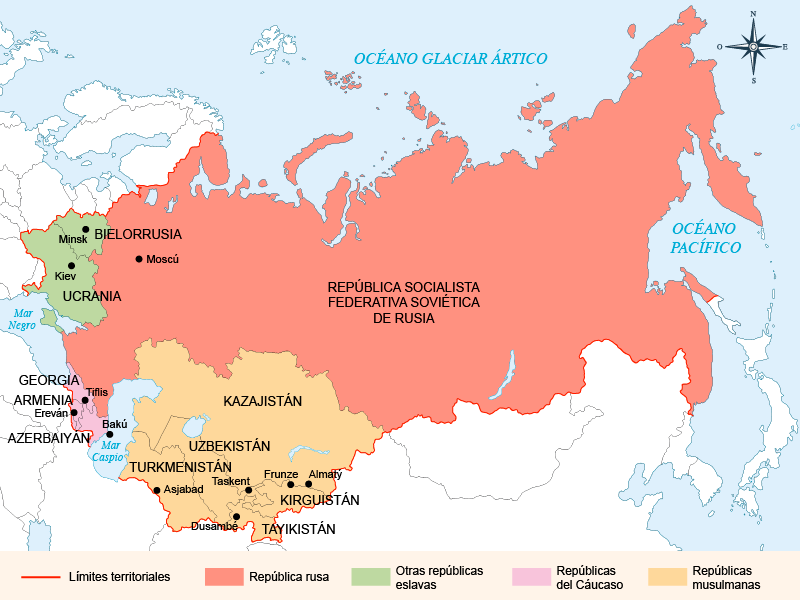 N
O
E
S
OCÉANO GLACIAR ÁRTICO
OCÉANO
PACÍFICO
Minsk
BIELORRUSIA
Moscú
Kiev
UCRANIA
REPÚBLICA SOCIALISTA
FEDERATIVA SOVIÉTICA
DE RUSIA
Mar
Negro
GEORGIA
Tiflis
ARMENIA
Ereván
KAZAJISTÁN
Bakú
AZERBAIYÁN
Mar
Caspio
UZBEKISTÁN
TURKMENISTÁN
Frunze
Almaty
Taskent
Asjabad
KIRGUISTÁN
Dusambé
TAYIKISTÁN
Límites territoriales
República rusa
Otras repúblicas
eslavas
Repúblicas
del Cáucaso
Repúblicas
musulmanas